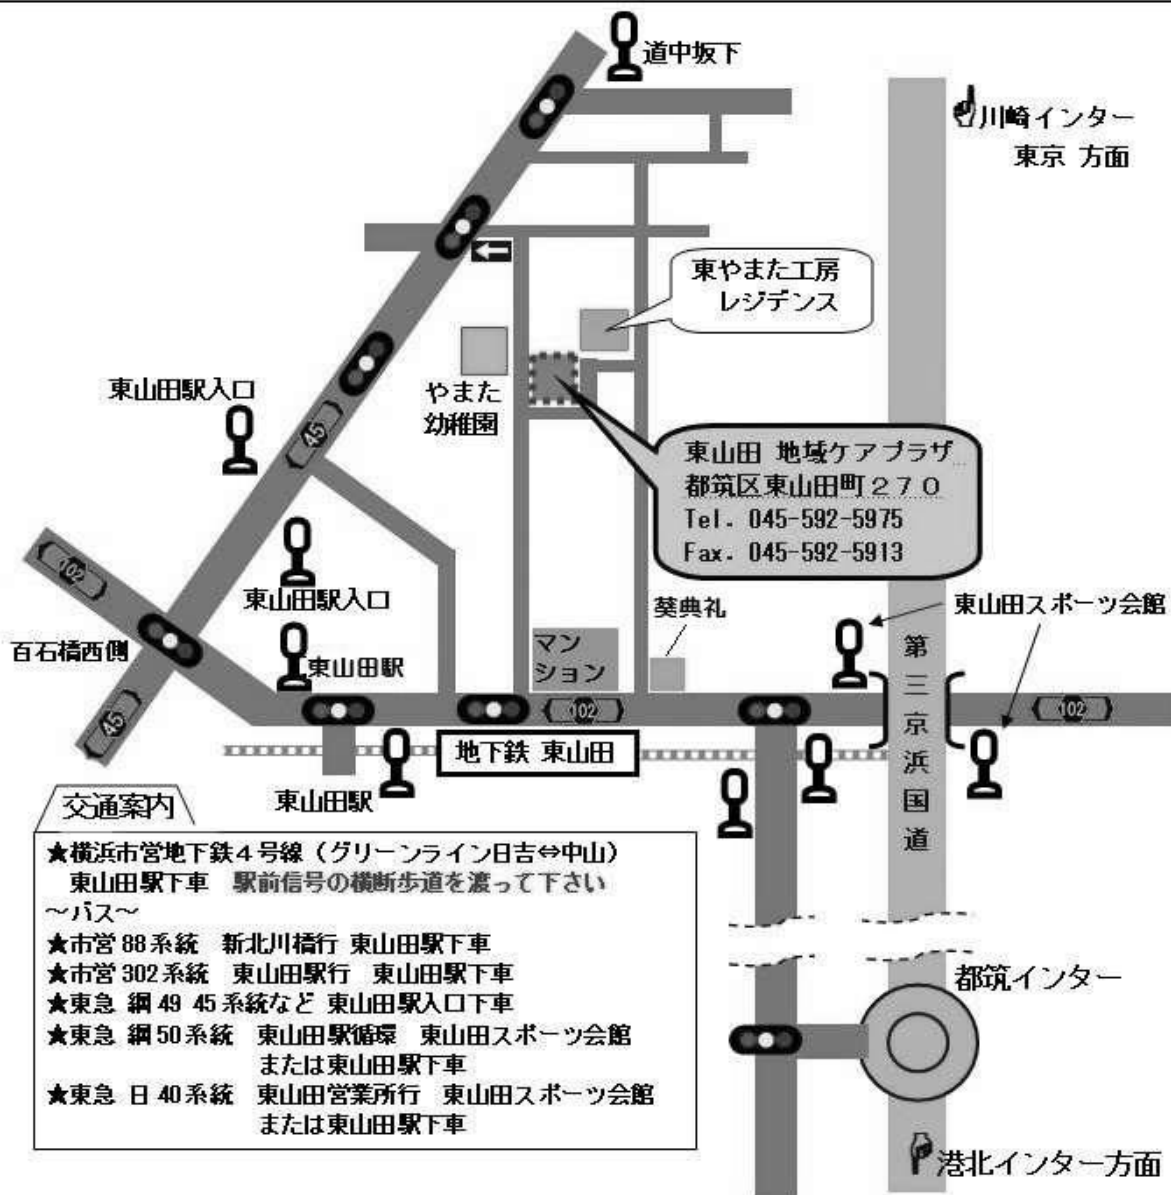 道中坂下
川崎インター
東京 方面
東やまた工房
レジデンス
東山田駅入口
やまた
幼稚園
45
東山田 地域ケアプラザ
都筑区東山田町270
Tel. 045-592-5975
Fax. 045-592-5913
102
東山田駅入口
葵典礼
東山田スポーツ会館
百石橋西側
東山田駅
マン
ション
第三京浜国道
45
102
102
地下鉄 東山田
東山田駅
交通案内
★横浜市営地下鉄4号線(グリーンライン日吉⇔中山)
東山田駅下車 駅前信号の横断歩道を渡って下さい
~バス~
★市営88系統 新北川橋行 東山田駅下車
★市営302系統 東山田駅行 東山田駅下車
★東急 綱49 45系統など 東山田駅入口下車
★東急 綱50系統 東山田駅循環 東山田スポーツ会館
または東山田駅下車
★東急 日40系統 東山田営業所行 東山田スポーツ会館
または東山田駅下車
都筑インター
港北インター方面